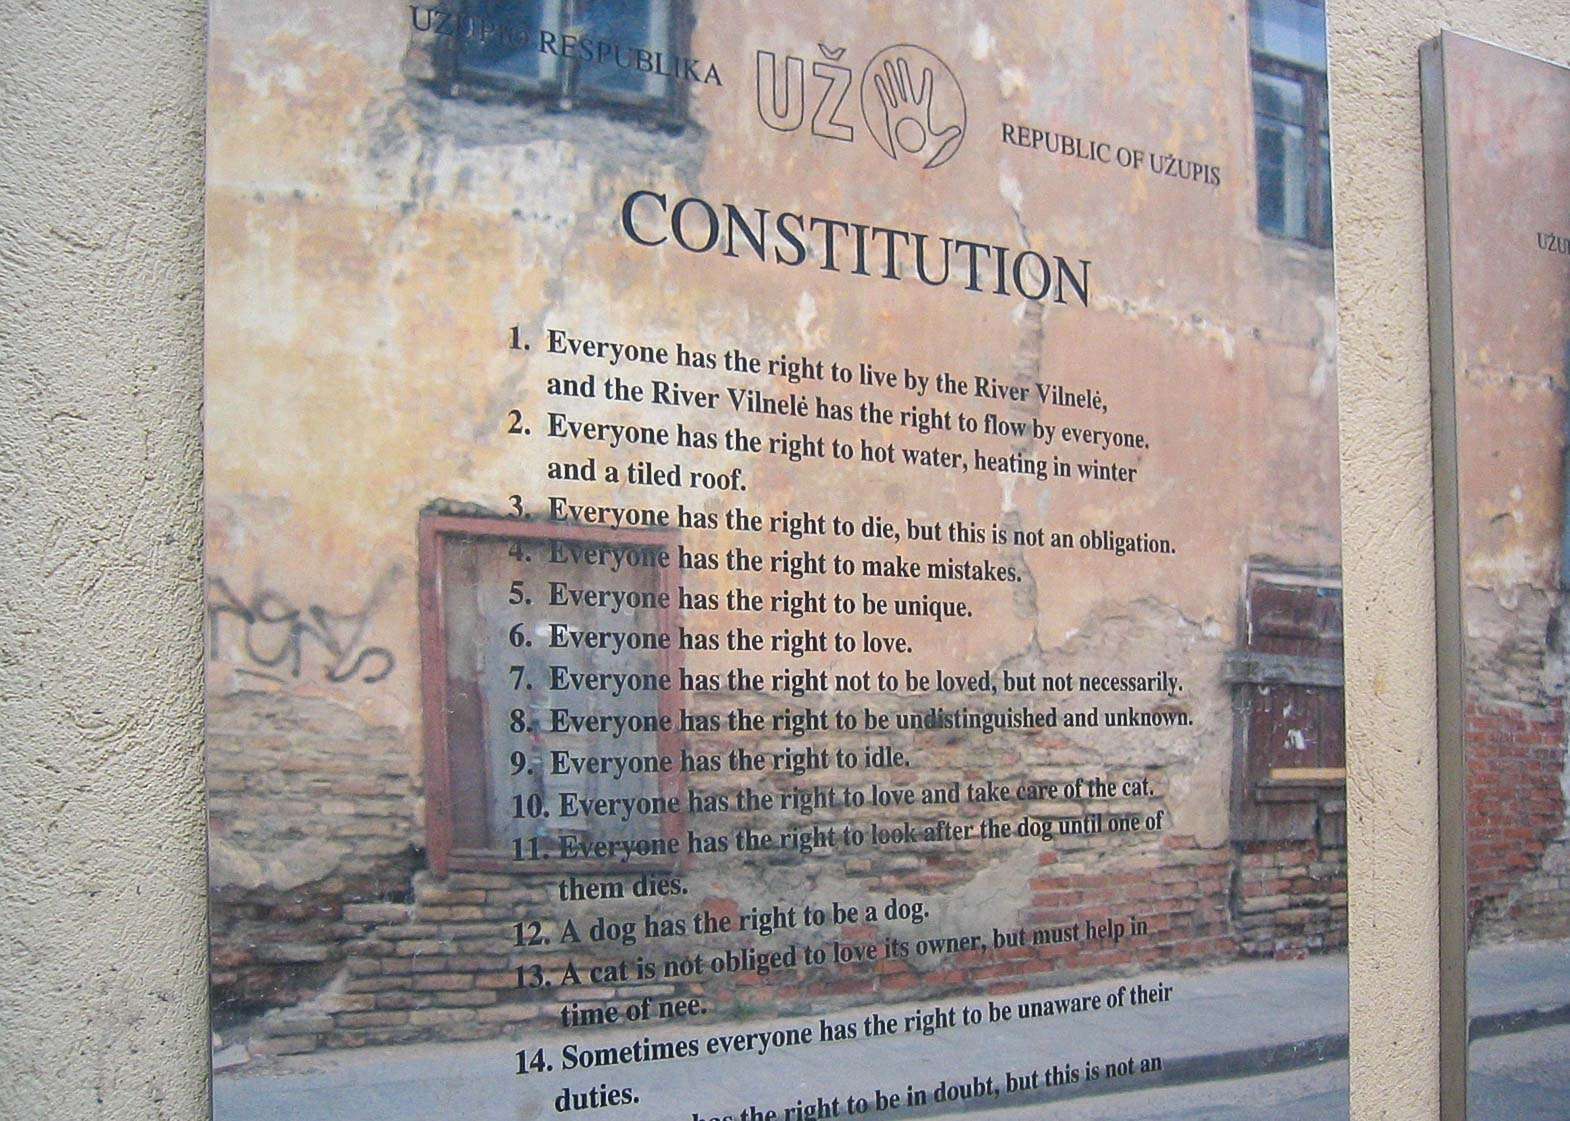 UŽUPIO RESPUBLIKA
UŽ
REPUBLIC OF UŽUPIS
CONSTITUTION
1. Everyone has the right to live by the River Vilnelė,
and the River Vilnelė has the right to flow by everyone.
2. Everyone has the right to hot water, heating in winter
and a tiled roof.
3. Everyone has the right to die, but this is not an obligation.
4. Everyone has the right to make mistakes.
5. Everyone has the right to be unique.
6. Everyone has the right to love.
7. Everyone has the right not to be loved, but not necessarily.
8. Everyone has the right to be undistinguished and unknown.
9. Everyone has the right to idle.
10. Everyone has the right to love and take care of the cat.
11. Everyone has the right to look after the dog until one of
them dies.
12. A dog has the right to be a dog.
13. A cat is not obliged to love its owner, but must help in
time of nee.
14. Sometimes everyone has the right to be unaware of their
duties.
has the right to be in doubt, but this is not an